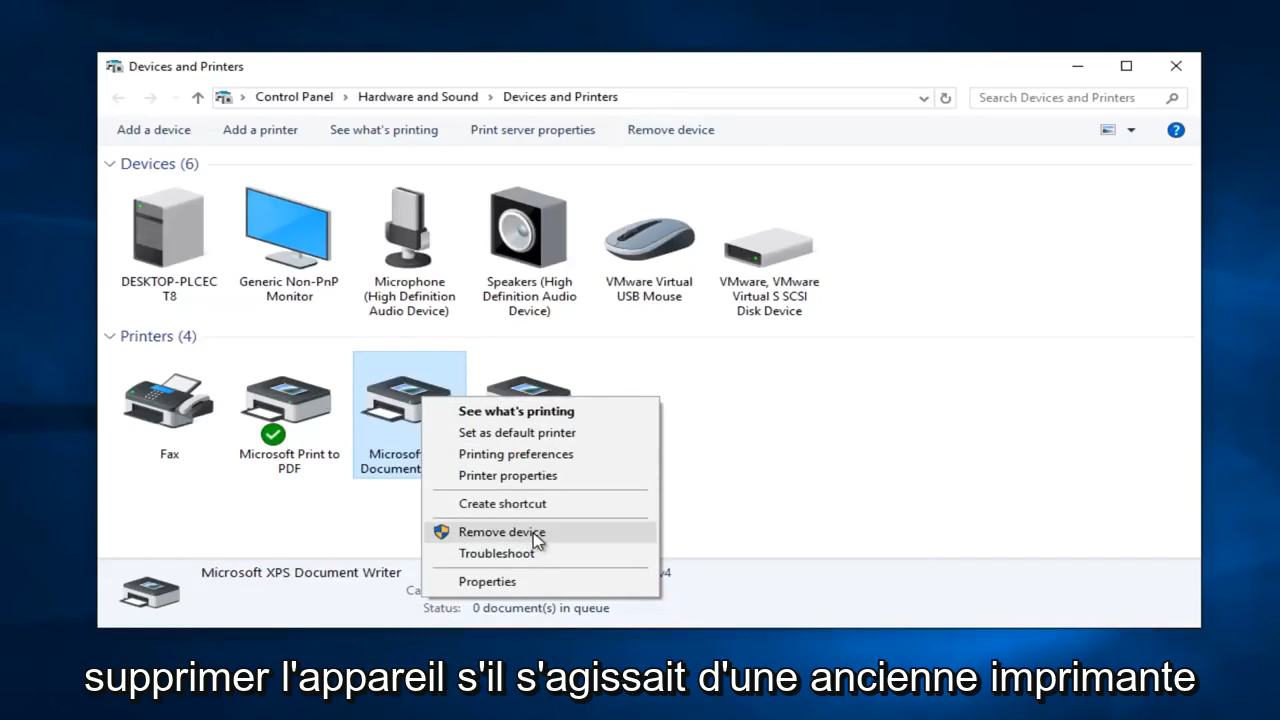 Devices and Printers
Control Panel > Hardware and Sound > Devices and Printers
Search Devices and Printers
Add a device Add a printer See what's printing Print server properties Remove device
?
Devices (6)
DESKTOP-PLCEC
T8
Generic Non-PnP
Monitor
Microphone
(High Definition
Audio Device)
Speakers (High
Definition Audio
Device)
VMware Virtual
USB Mouse
VMware, VMware
Virtual S SCSI
Disk Device
Printers (4)
Fax
Microsoft Print to
PDF
Microsof
Document
See what's printing
Set as default printer
Printing preferences
Printer properties
Create shortcut
Remove device
Troubleshoot
Properties
Microsoft XPS Document Writer
Ca
v4
Status: 0 document(s) in queue
supprimer l'appareil s'il s'agissait d'une ancienne imprimante